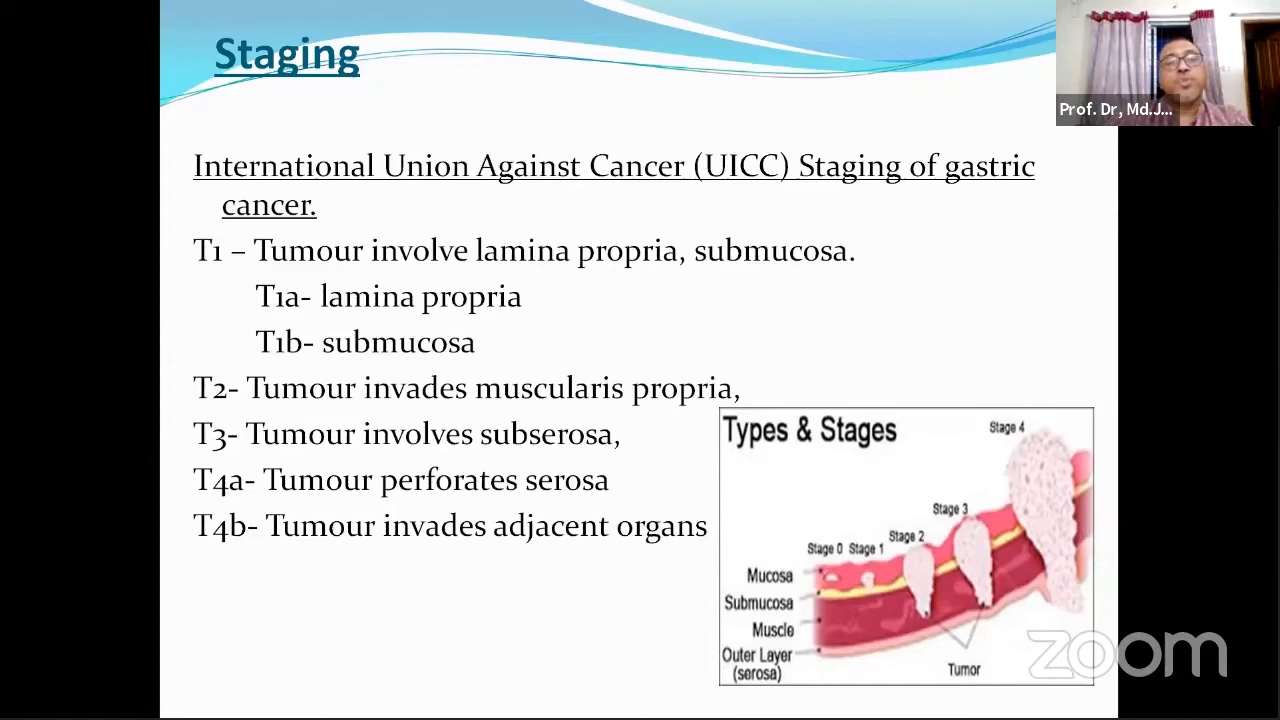 Staging
Prof. Dr, Md.J...
International Union Against Cancer (UICC) Staging of gastric
cancer.
T1 – Tumour involve lamina propria, submucosa.
T1a- lamina propria
T1b- submucosa
T2- Tumour invades muscularis propria,
T3- Tumour involves subserosa,
T4a- Tumour perforates serosa
T4b- Tumour invades adjacent organs
Types & Stages
Stage 4
Stage 3
Stage 2
Stage 0 Stage 1
Mucosa
Submucosa
Muscle
Outer Layer
(serosa)
Tumor
zoom